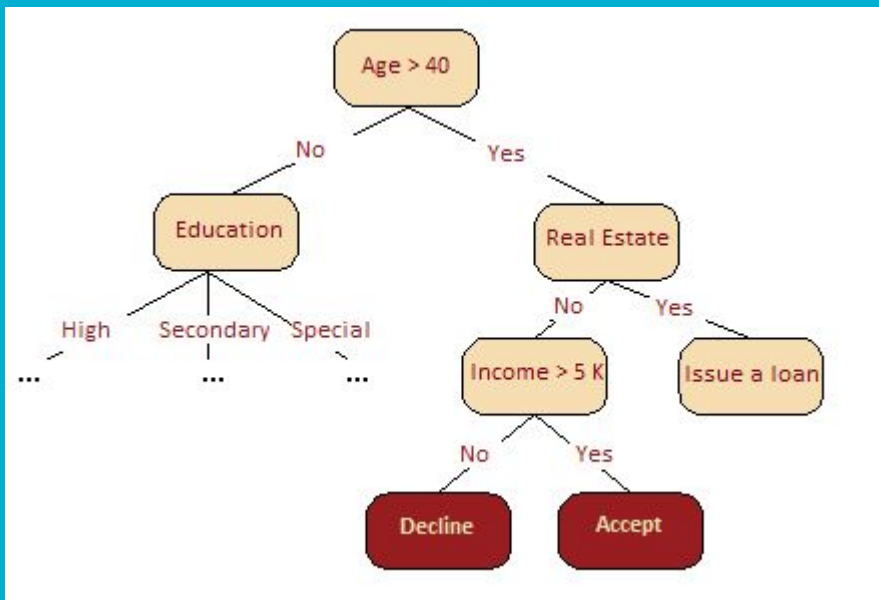 Age > 40
No
Yes
Education
Real Estate
High
Secondary
Special
No
Yes
...
...
...
Income > 5 K
Issue a loan
No
Yes
Decline
Accept